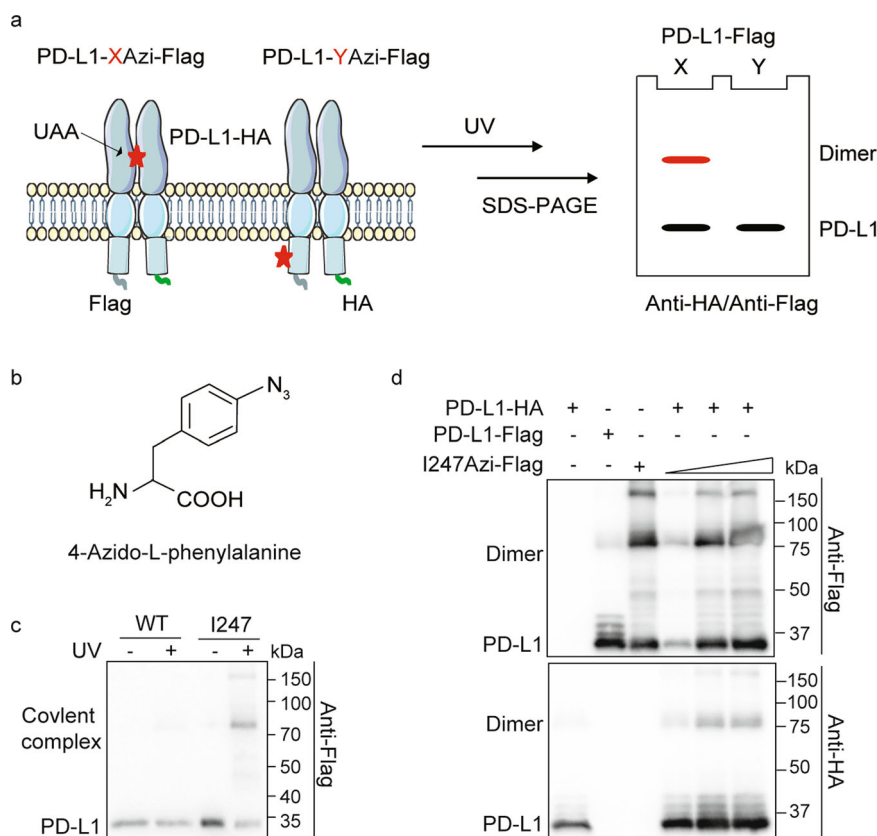 a
PD-L1-XAzi-Flag PD-L1-YAzi-Flag
UAA
PD-L1-HA
Flag HA
UV
SDS-PAGE
PD-L1-Flag
X Y
Dimer
PD-L1
Anti-HA/Anti-Flag
b
N3
H2N COOH
4-Azido-L-phenylalanine
c
WT I247
UV - + - + kDa
150
100
Covlent
complex
70
50
40
PD-L1 35
Anti-Flag
d
PD-L1-HA + - - + + +
PD-L1-Flag - + - - - -
I247Azi-Flag - - + kDa
150
100
Dimer 75
50
PD-L1 37
Anti-Flag
150
100
Dimer 75
50
PD-L1 37
Anti-HA